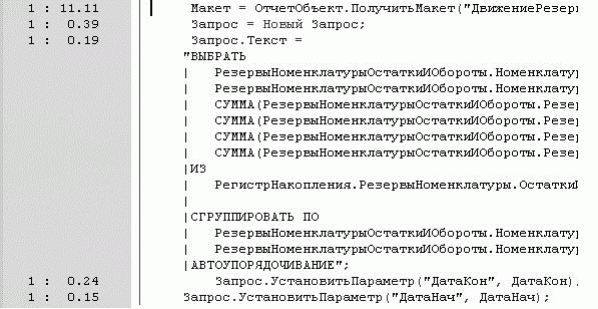 1 : 11.11 Макет = ОтчетОбъект.ПолучитьМакет("ДвижениеРезерв
1 : 0.39 Запрос = Новый Запрос;
1 : 0.19 Запрос.Текст =
"ВЫБРАТЬ
| РезервыНоменклатурыОстаткиИОбороты.Номенклату
| РезервыНоменклатурыОстаткиИОбороты.Номенклату
| СУММА(РезервыНоменклатурыОстаткиИОбороты.Резе
| СУММА(РезервыНоменклатурыОстаткиИОбороты.Резе
| СУММА(РезервыНоменклатурыОстаткиИОбороты.Резе
| СУММА(РезервыНоменклатурыОстаткиИОбороты.Резе
|ИЗ
| РегистрНакопления.РезервыНоменклатуры.Остатки
|
|СГРУППИРОВАТЬ ПО
| РезервыНоменклатурыОстаткиИОбороты.Номенклату
| РезервыНоменклатурыОстаткиИОбороты.Номенклату
|АВТОУПОРЯДОЧИВАНИЕ";
1 : 0.24 Запрос.УстановитьПараметр("ДатаКон", ДатаКон)
1 : 0.15 Запрос.УстановитьПараметр("ДатаНач", ДатаНач);